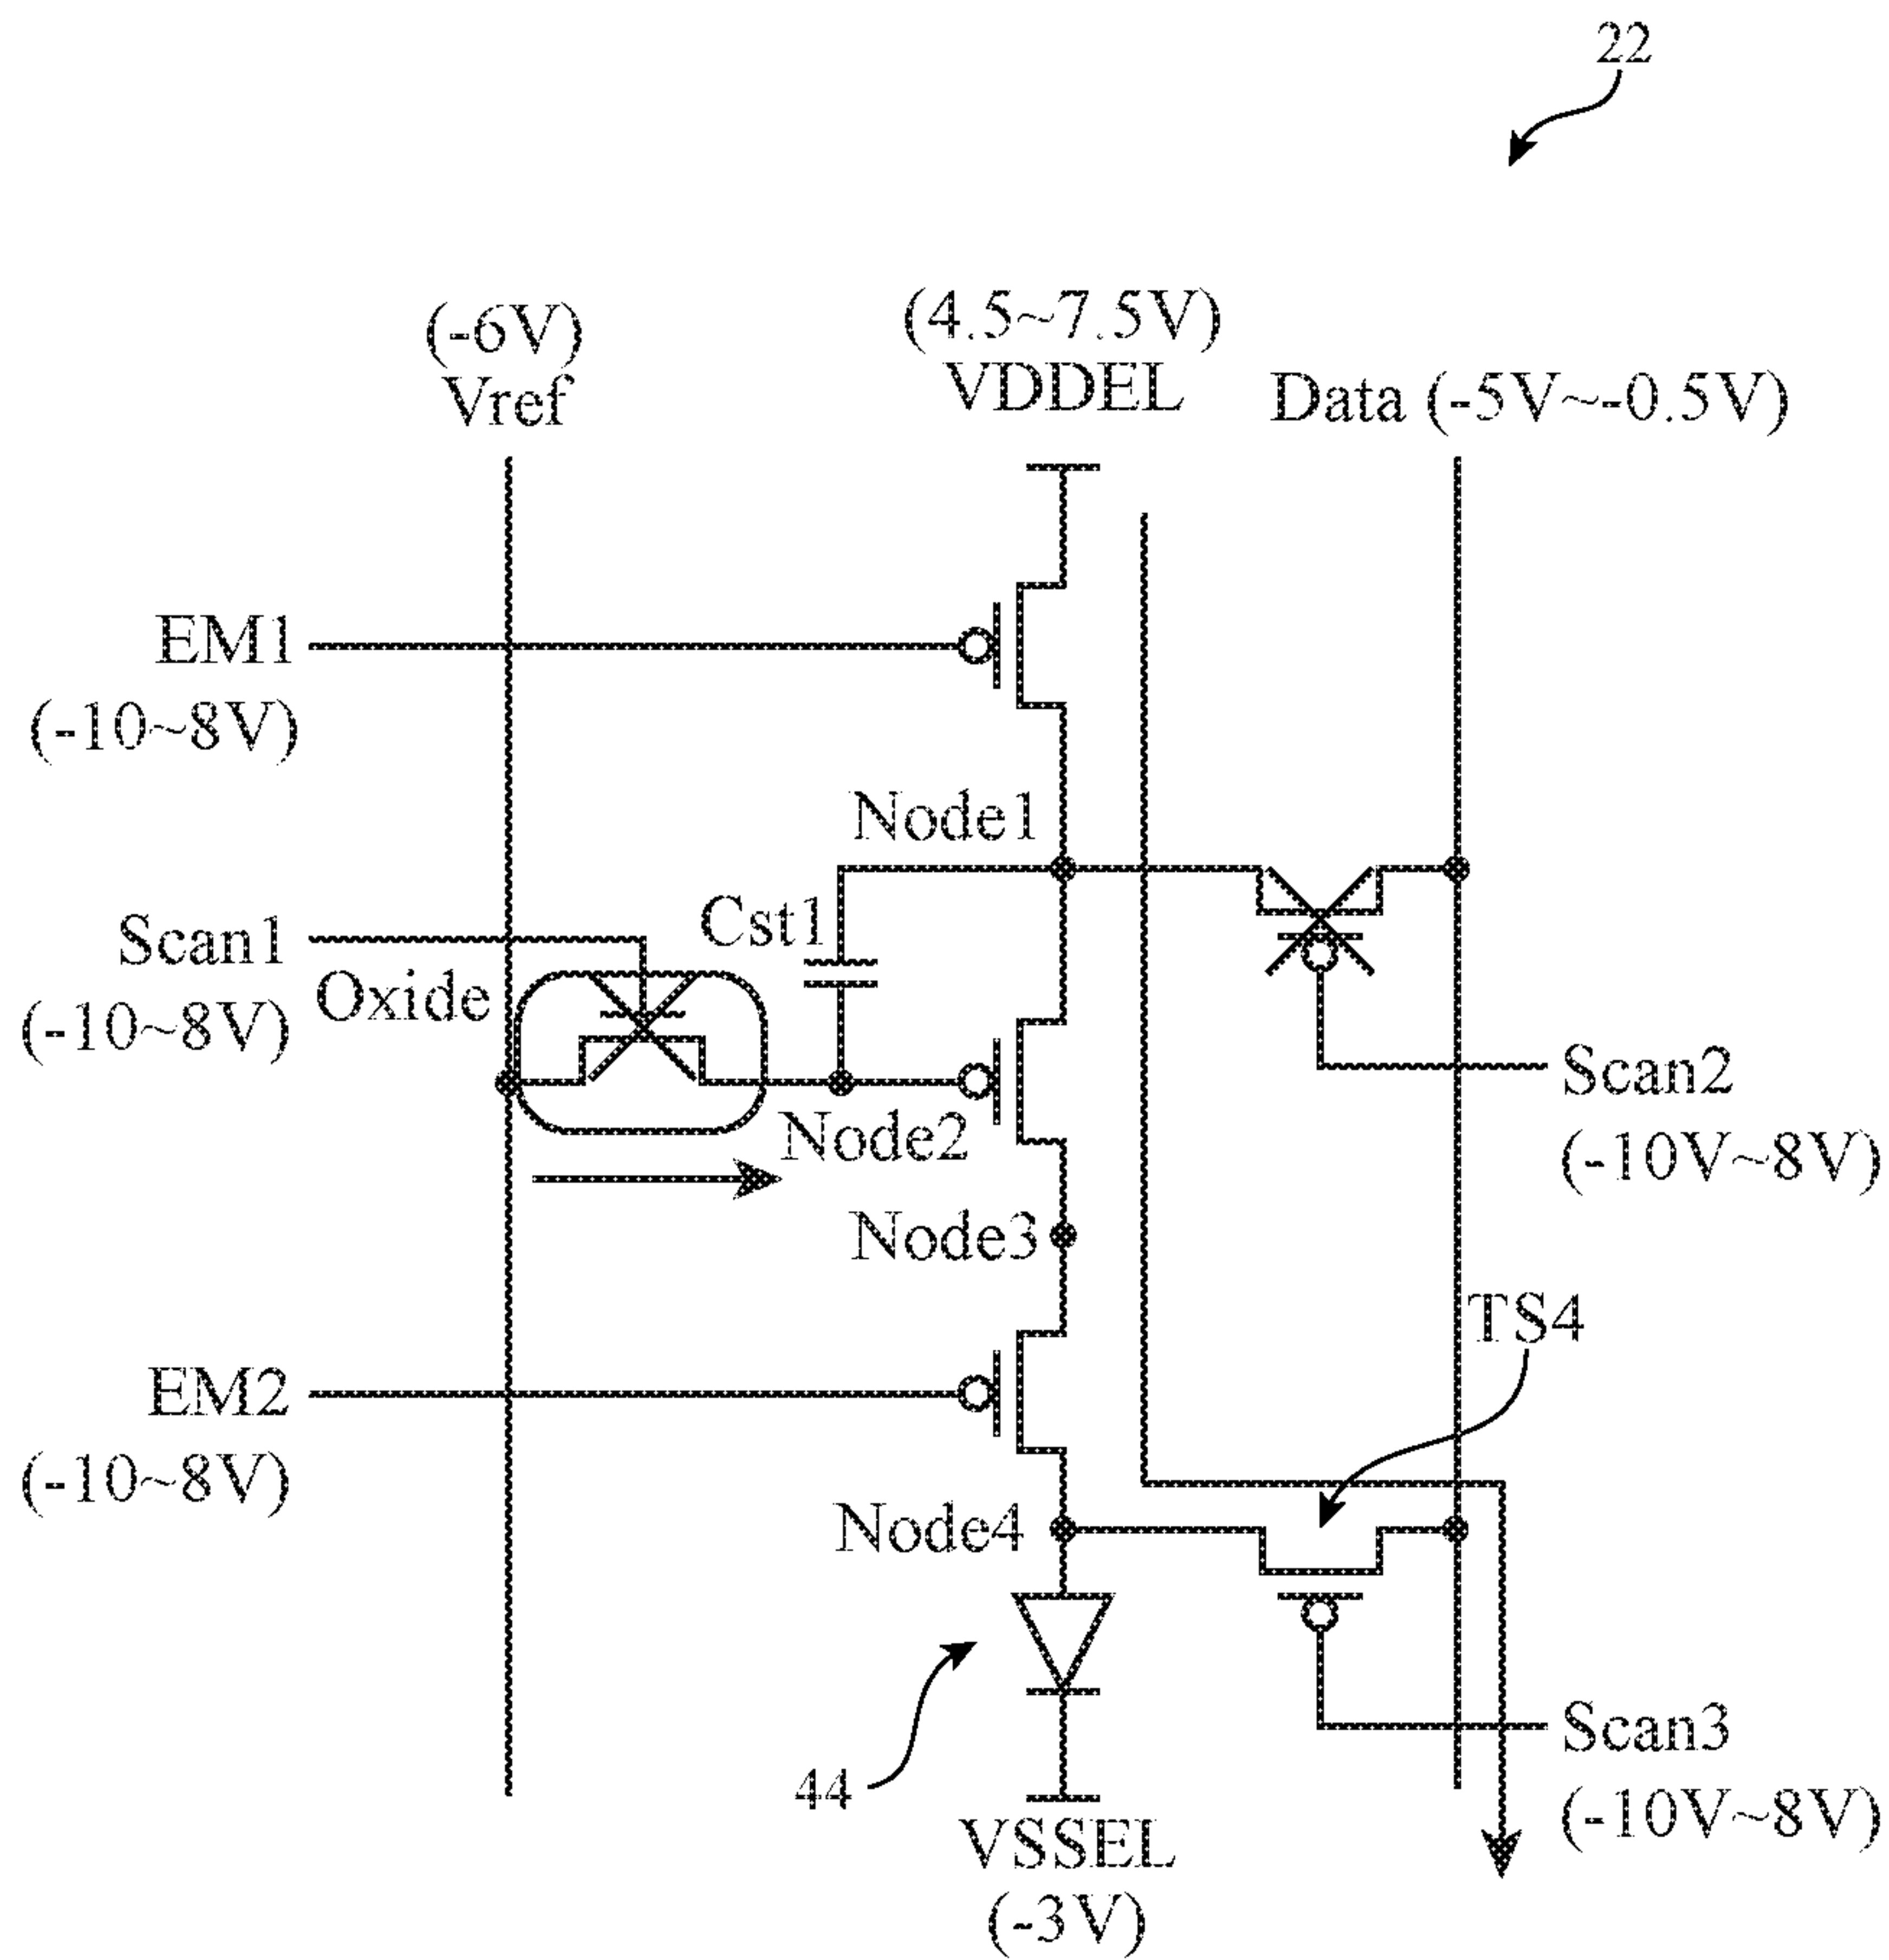 22
(-6V)
Vref
(4.5~7.5V)
VDDEL
Data (-5V~-0.5V)
EM1
(-10~8V)
Node1
Scan1
(-10~8V)
Oxide
Cst1
Node2
Scan2
(-10V~8V)
Node3
TS4
EM2
(-10~8V)
Node4
44
Scan3
(-10V~8V)
VSSEL
(-3V)